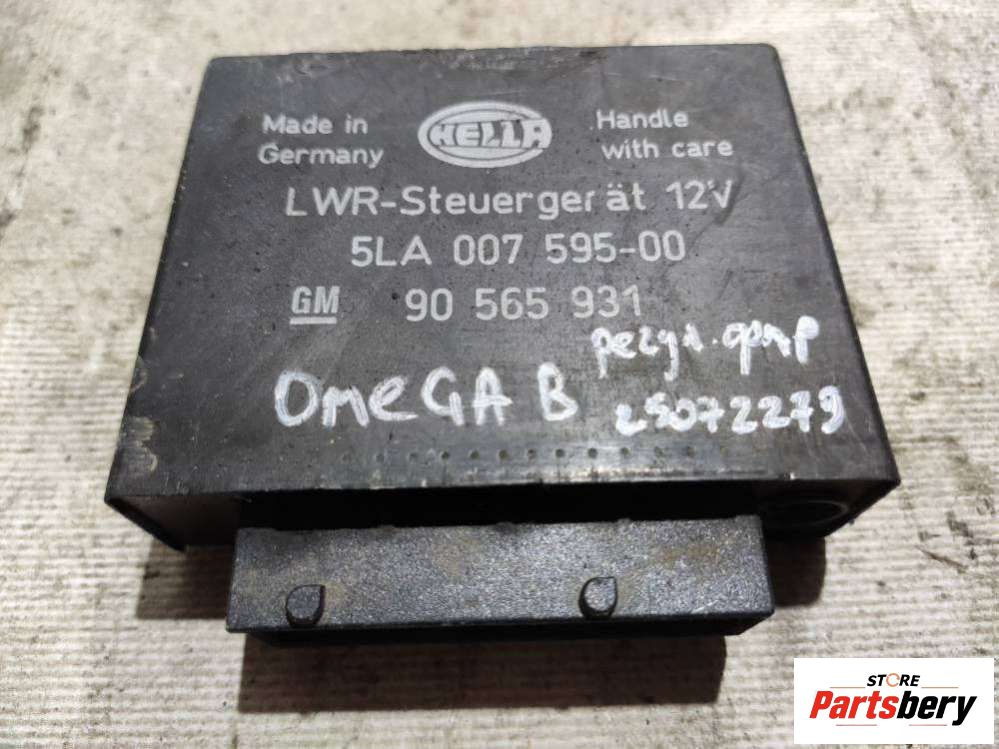 Made in
Germany
HELLA
Handle
with care
LWR-Steuergerät 12V
5LA 007 595-00
GM 90 565 931
OmeGA B
регул. фар
25072279
STORE
Partsbery